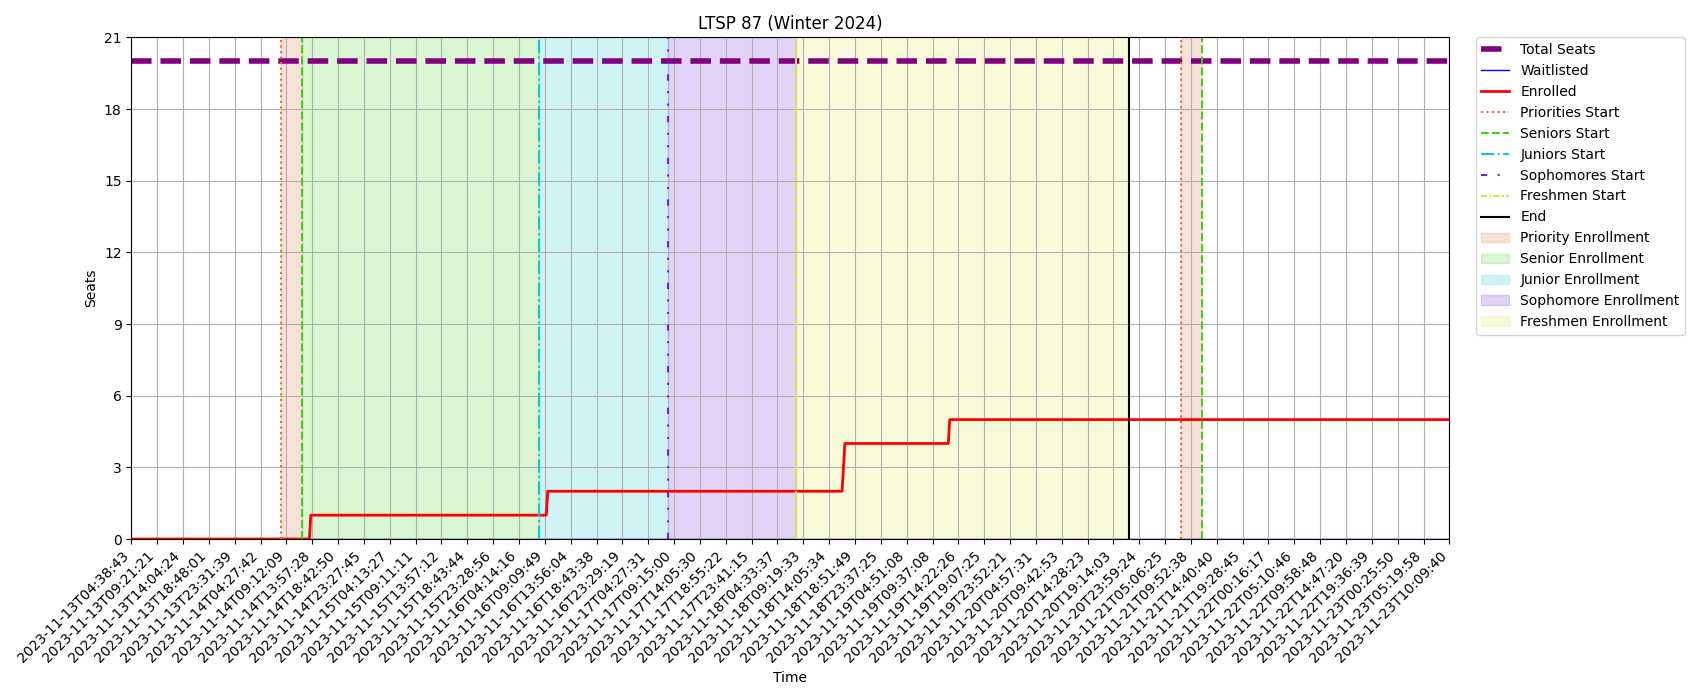 LTSP 87 (Winter 2024)
21
18
15
12
9
6
3
0
Seats
2023-11-13T04:38:43
2023-11-13T09:21:21
2023-11-13T14:04:24
2023-11-13T18:48:01
2023-11-13T23:31:39
2023-11-14T04:27:42
2023-11-14T09:12:09
2023-11-14T13:57:28
2023-11-14T18:42:50
2023-11-14T23:27:45
2023-11-15T04:13:27
2023-11-15T09:11:11
2023-11-15T13:57:12
2023-11-15T18:43:44
2023-11-15T23:28:56
2023-11-16T04:14:16
2023-11-16T09:09:49
2023-11-16T13:56:04
2023-11-16T18:43:38
2023-11-16T23:29:19
2023-11-17T04:27:31
2023-11-17T09:15:00
2023-11-17T14:05:30
2023-11-17T18:55:22
2023-11-17T23:41:15
2023-11-18T04:33:37
2023-11-18T09:19:33
2023-11-18T14:05:34
2023-11-18T18:51:49
2023-11-18T23:37:25
2023-11-19T04:51:08
2023-11-19T09:37:08
2023-11-19T14:22:26
2023-11-19T19:07:25
2023-11-19T23:52:21
2023-11-20T04:57:31
2023-11-20T09:42:53
2023-11-20T14:28:23
2023-11-20T19:14:03
2023-11-20T23:59:24
2023-11-21T05:06:25
2023-11-21T09:52:38
2023-11-21T14:40:40
2023-11-21T19:28:45
2023-11-22T00:16:17
2023-11-22T05:10:46
2023-11-22T09:58:48
2023-11-22T14:47:20
2023-11-22T19:36:39
2023-11-23T00:25:50
2023-11-23T05:19:58
2023-11-23T10:09:40
Time
Total Seats
Waitlisted
Enrolled
Priorities Start
Seniors Start
Juniors Start
Sophomores Start
Freshmen Start
End
Priority Enrollment
Senior Enrollment
Junior Enrollment
Sophomore Enrollment
Freshmen Enrollment